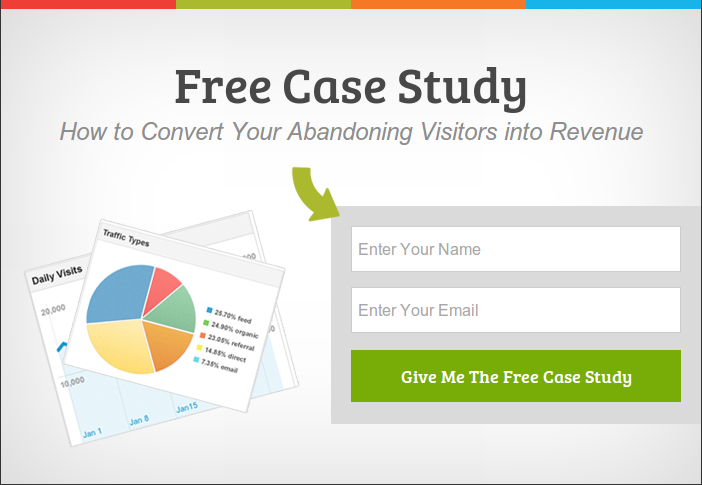 Free Case Study
How to Convert Your Abandoning Visitors into Revenue
Enter Your Name
Enter Your Email
Give Me The Free Case Study
Traffic Types
25.70% feed
24.90% organic
23.05% referral
14.85% direct
7.35% email
Daily Visits
20,000
10,000
Jan 1
Jan 8
Jan15